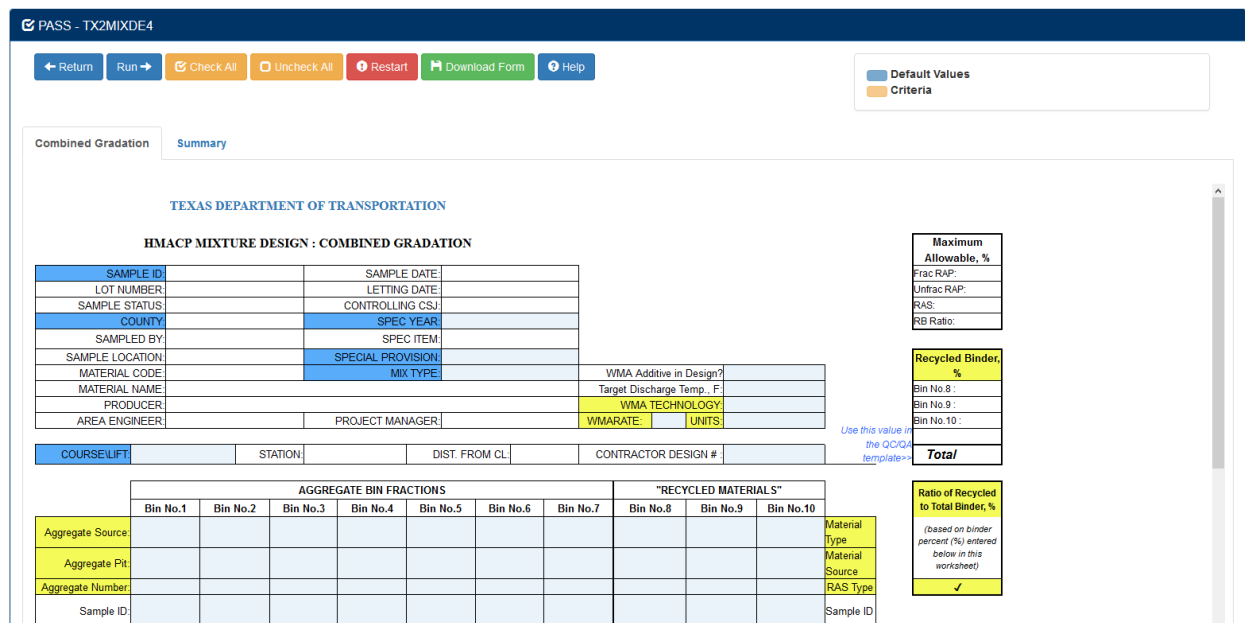 PASS - TX2MIXDE4
Return Run Check All Uncheck All Restart Download Form Help
Default Values
Criteria
Combined Gradation Summary
TEXAS DEPARTMENT OF TRANSPORTATION
HMACP MIXTURE DESIGN : COMBINED GRADATION
Maximum
Allowable, %
SAMPLE ID: SAMPLE DATE: Frac RAP:
LOT NUMBER: LETTING DATE: Unfrac RAP:
SAMPLE STATUS: CONTROLLING CSJ: RAS:
COUNTY: SPEC YEAR: RB Ratio:
SAMPLED BY: SPEC ITEM:
SAMPLE LOCATION: SPECIAL PROVISION: Recycled Binder,
MATERIAL CODE: MIX TYPE: WMA Additive in Design? %
MATERIAL NAME: Target Discharge Temp., F: Bin No.8 :
PRODUCER: WMA TECHNOLOGY: Bin No.9 :
AREA ENGINEER: PROJECT MANAGER: WMARATE: UNITS: Bin No.10 :
Use this value in
the QC/QA
template>>
COURSE\LIFT: STATION: DIST. FROM CL: CONTRACTOR DESIGN # : Total
AGGREGATE BIN FRACTIONS "RECYCLED MATERIALS"
Bin No.1 Bin No.2 Bin No.3 Bin No.4 Bin No.5 Bin No.6 Bin No.7 Bin No.8 Bin No.9 Bin No.10
Ratio of Recycled
to Total Binder, %
(based on binder
percent (%) entered
below in this
worksheet)
✓
Aggregate Source: Material
Type
Aggregate Pit: Material
Source
Aggregate Number: RAS Type
Sample ID: Sample ID